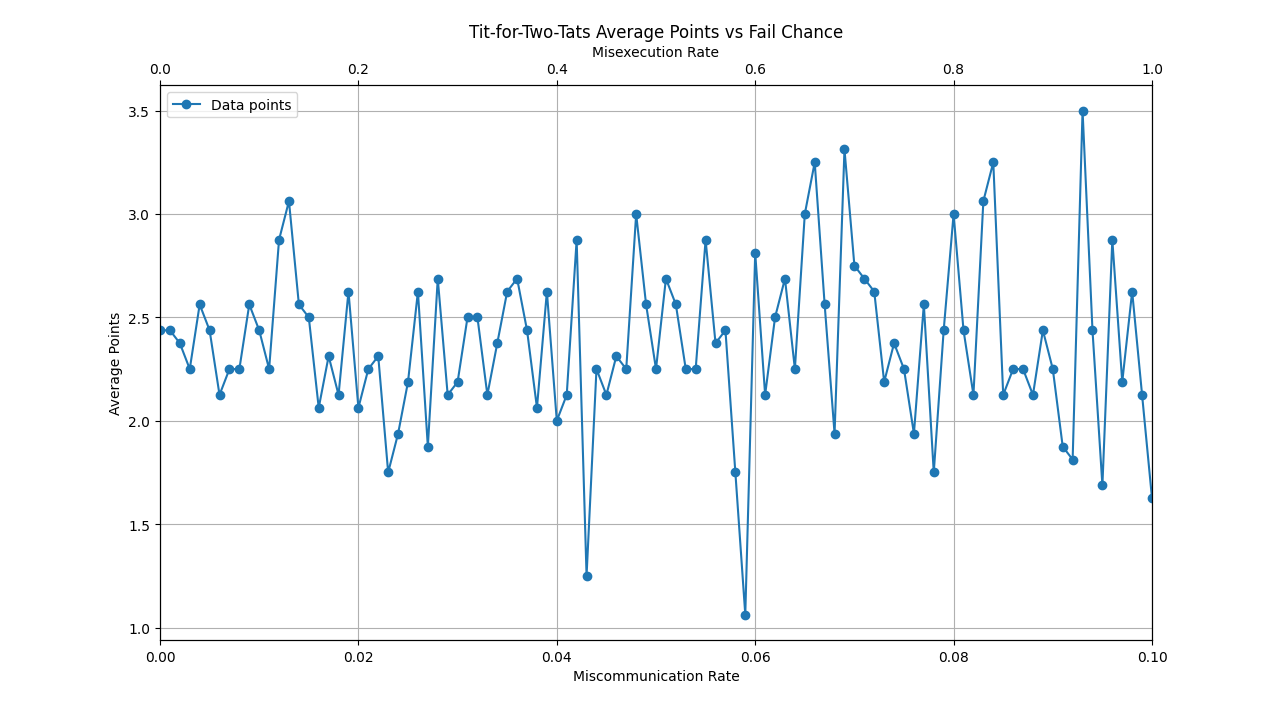 Tit-for-Two-Tats Average Points vs Fail Chance
Misexecution Rate
0.0 0.2 0.4 0.6 0.8 1.0
Data points
3.5
3.0
2.5
2.0
1.5
1.0
Average Points
0.00 0.02 0.04 0.06 0.08 0.10
Miscommunication Rate